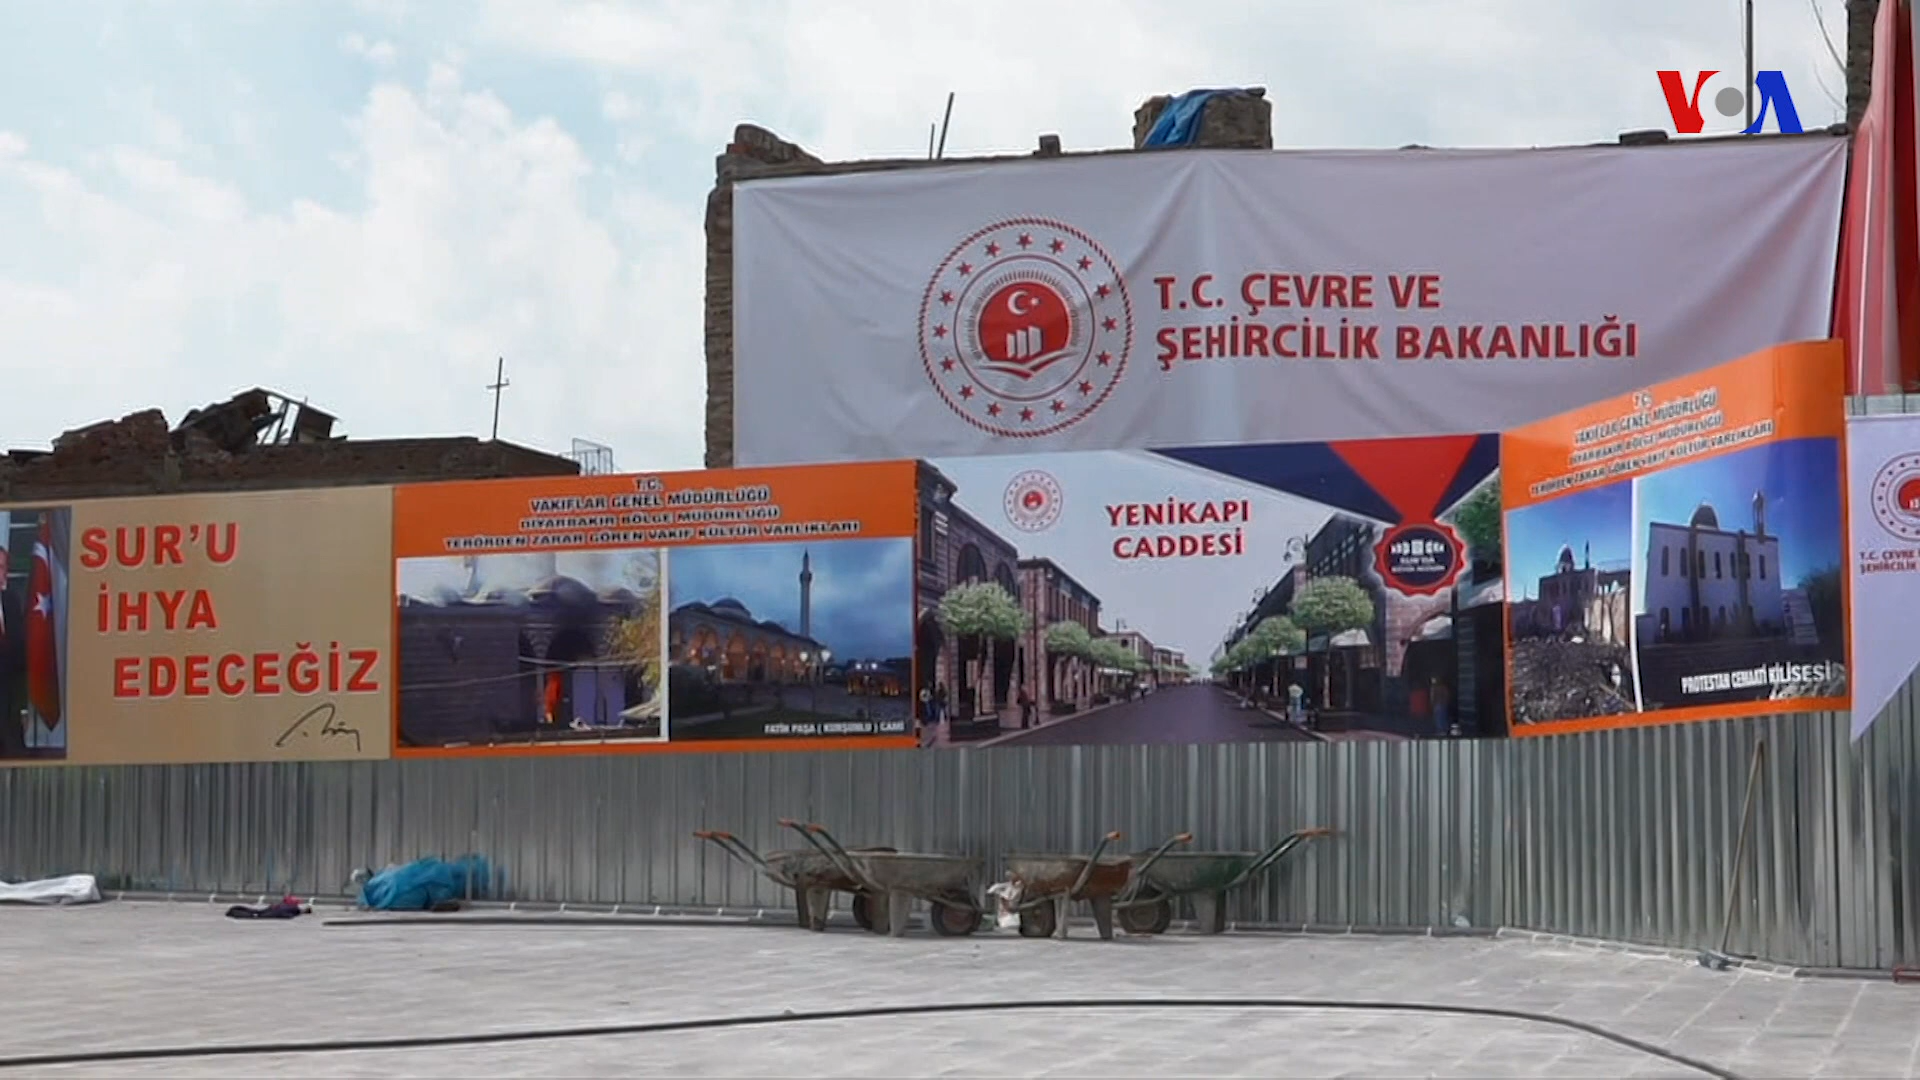 VOA
T.C. ÇEVRE VE
ŞEHİRCİLİK BAKANLIĞI
SUR'U
İHYA
EDECEĞİZ
T.C.
VAKIFLAR GENEL MÜDÜRLÜĞÜ
DİYARBAKIR BÖLGE MÜDÜRLÜĞÜ
TERÖRDEN ZARAR GÖREN VAKIF KÜLTÜR VARLIKLARI
FATİH PAŞA ( KURŞUNLU ) CAMİ
YENİKAPI
CADDESİ
T.C.
VAKIFLAR GENEL MÜDÜRLÜĞÜ
DİYARBAKIR BÖLGE MÜDÜRLÜĞÜ
TERÖRDEN ZARAR GÖREN VAKIF KÜLTÜR VARLIKLARI
PROTESTAN CEMAATİ KİLİSESİ
T.C. ÇEVRE
ŞEHİRCİLİK